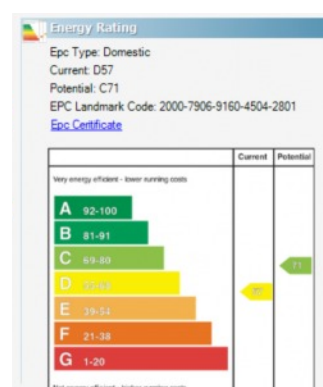 Energy Rating
Epc Type: Domestic
Current: D57
Potential: C71
EPC Landmark Code: 2000-7906-9160-4504-2801
Epc Certificate
Current Potential
Very energy efficient - lower running costs
A 92-100
B 81-91
C 69-80
71
D 55-68
57
E 39-54
F 21-38
G 1-20